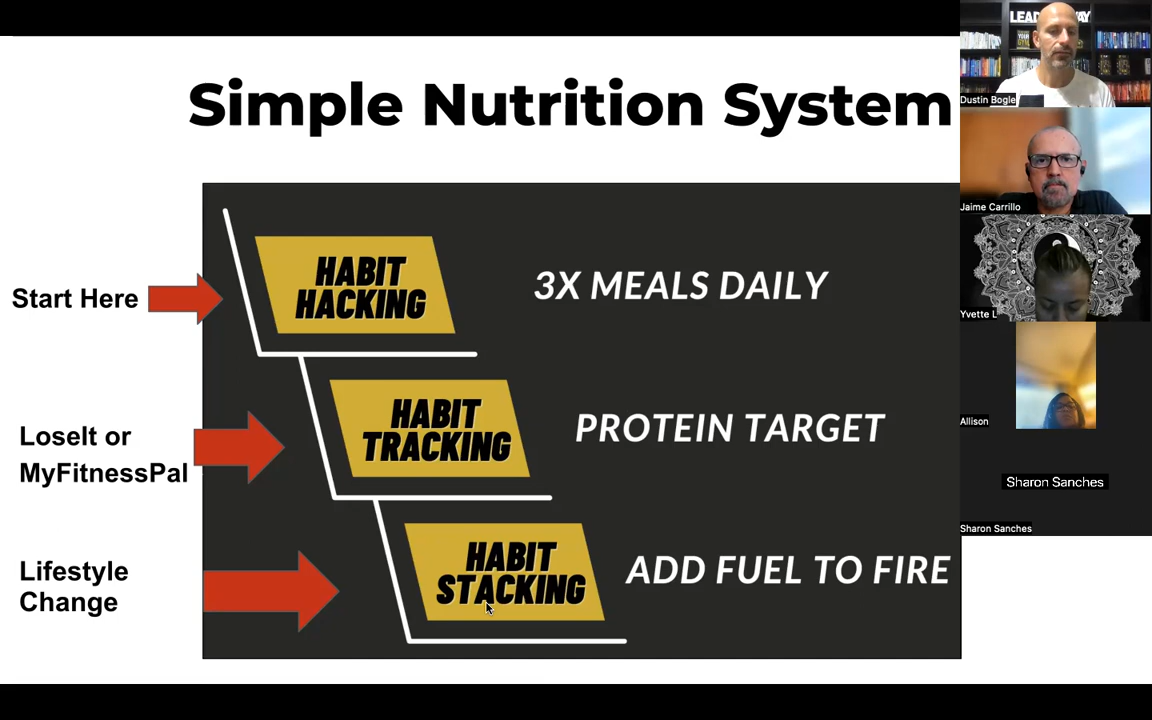 Simple Nutrition System
Start Here
HABIT
HACKING
3X MEALS DAILY
LoseIt or
MyFitnessPal
HABIT
TRACKING
PROTEIN TARGET
Lifestyle
Change
HABIT
STACKING
ADD FUEL TO FIRE
Dustin Bogle
Jaime Carrillo
Yvette L
Allison
Sharon Sanches
Sharon Sanches